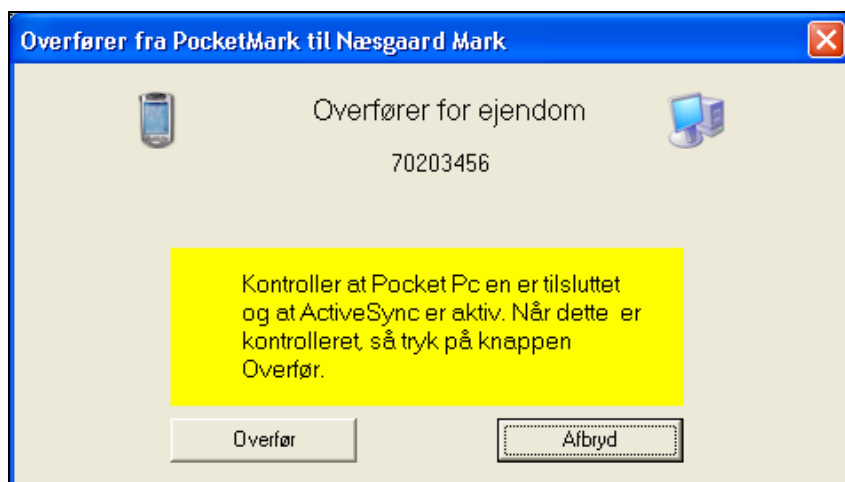 Overfører fra PocketMark til Næsgaard Mark
Overfører for ejendom
70203456
Kontroller at Pocket Pc en er tilsluttet
og at ActiveSync er aktiv. Når dette er
kontrolleret, så tryk på knappen
Overfør.
Overfør
Afbryd